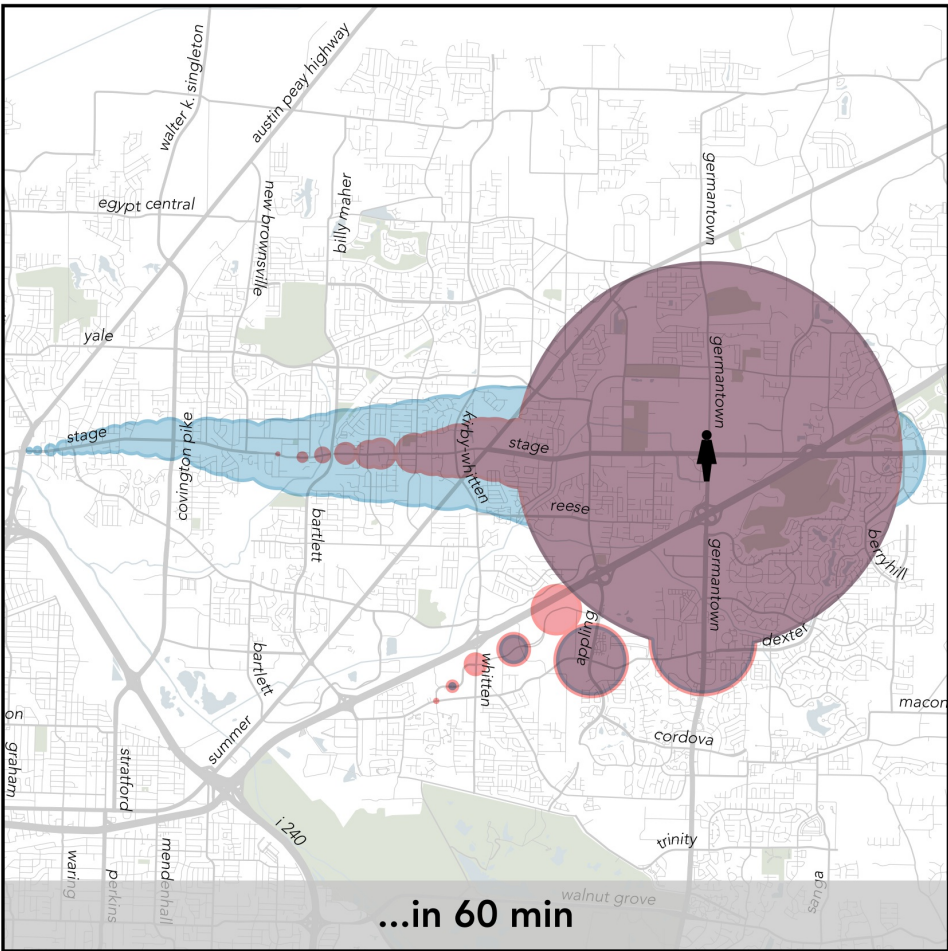 walter k. singleton
austin peay highway
egypt central
new brownsville
billy maher
germantown
yale
germantown
stage
covington pike
kirby-whitten
stage
reese
bartlett
berryhill
germantown
appling
dexter
bartlett
whitten
on
macon
summer
cordova
graham
stratford
i 240
trinity
waring
perkins
mendenhall
walnut grove
sanga
...in 60 min